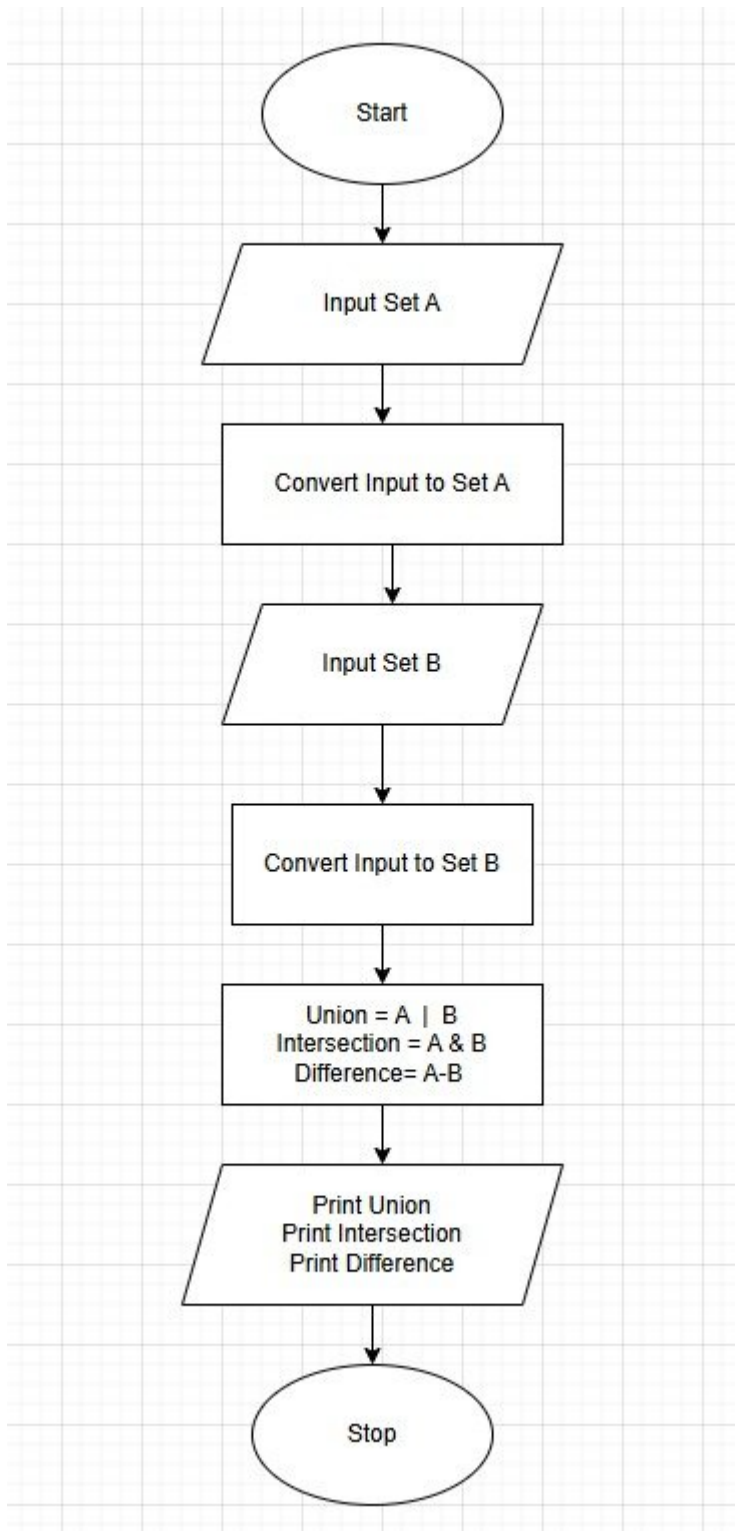 Start
Input Set A
Convert Input to Set A
Input Set B
Convert Input to Set B
Union = A | B
Intersection = A & B
Difference= A-B
Print Union
Print Intersection
Print Difference
Stop